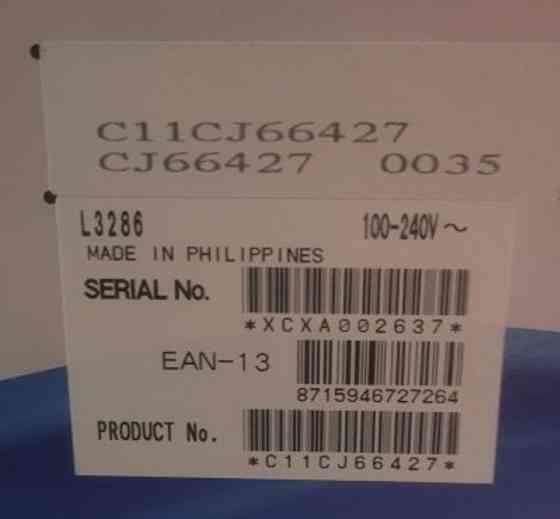 C11CJ66427
CJ66427 0035
L3286 100-240V ~
MADE IN PHILIPPINES
SERIAL No.
*XCXA002637*
EAN-13
8715946727264
PRODUCT No.
*C11CJ66427*